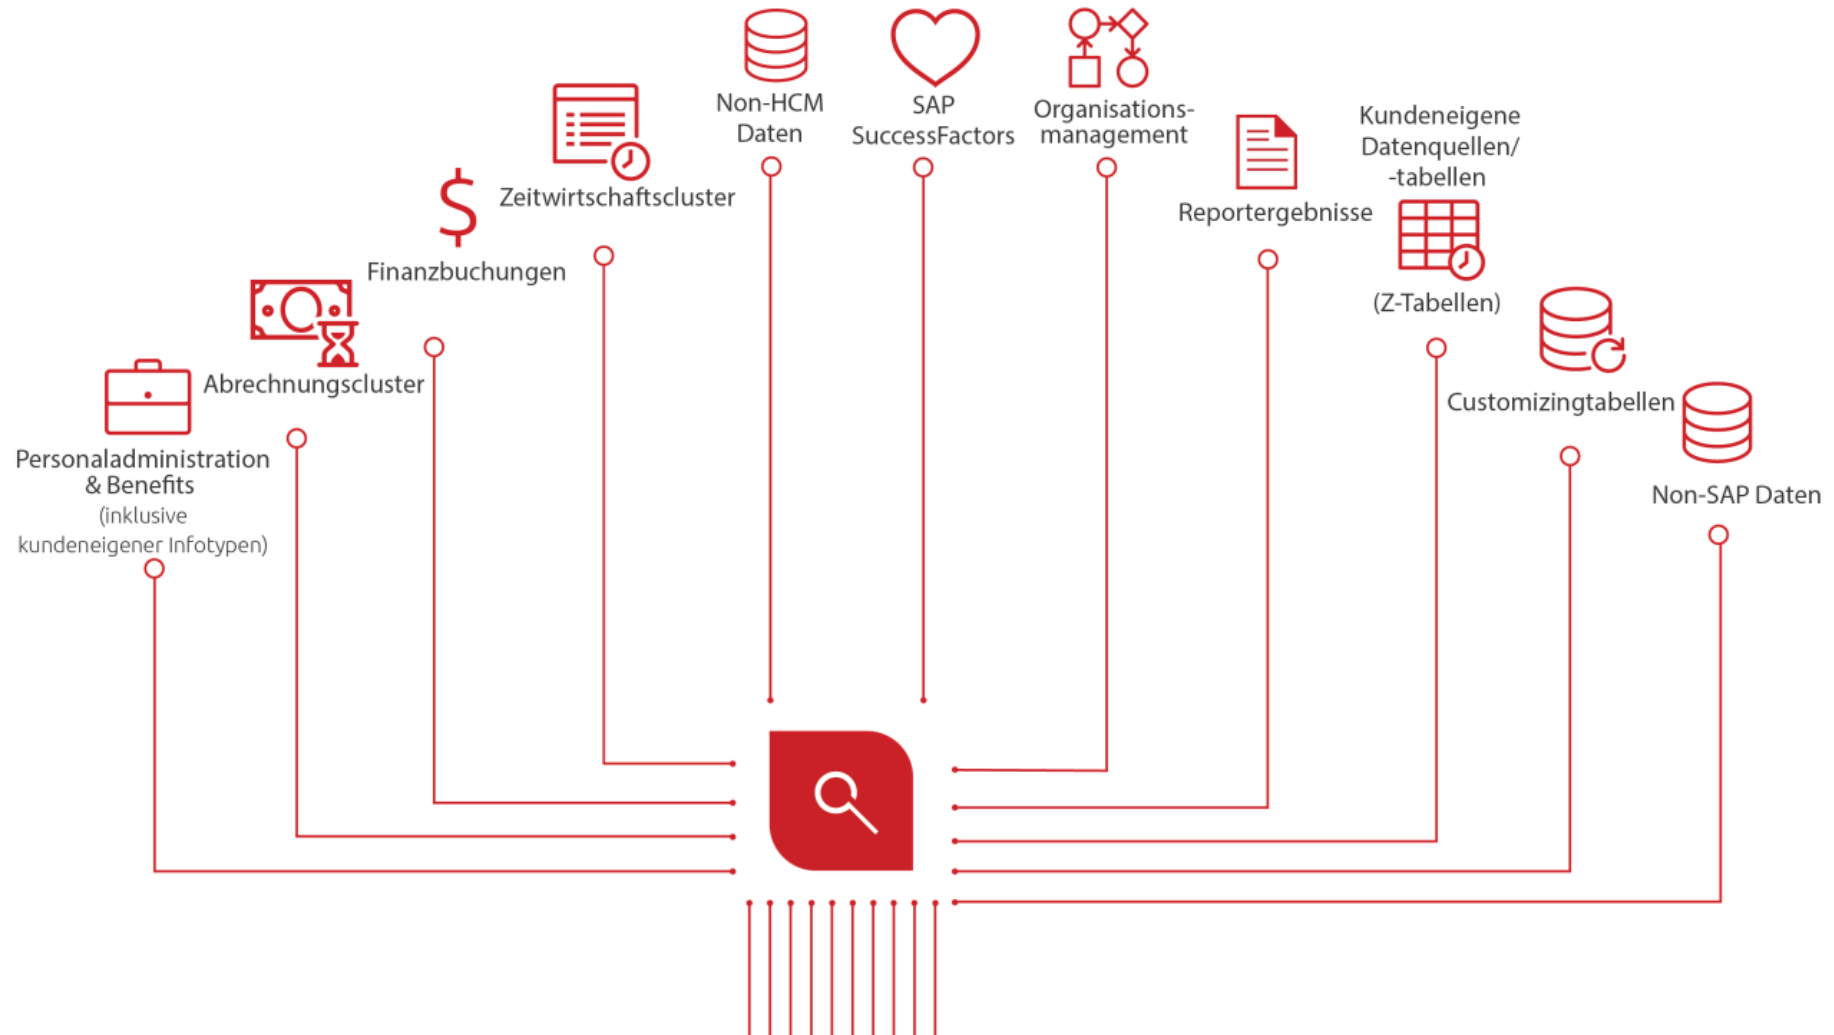 Non-HCM
Daten
SAP
SuccessFactors
Organisations-
management
Kundeneigene
Datenquellen/
-tabellen
(Z-Tabellen)
Zeitwirtschaftscluster
Reportergebnisse
Finanzbuchungen
Abrechnungscluster
Customizingtabellen
Personaladministration
& Benefits
(inklusive
kundeneigener Infotypen)
Non-SAP Daten